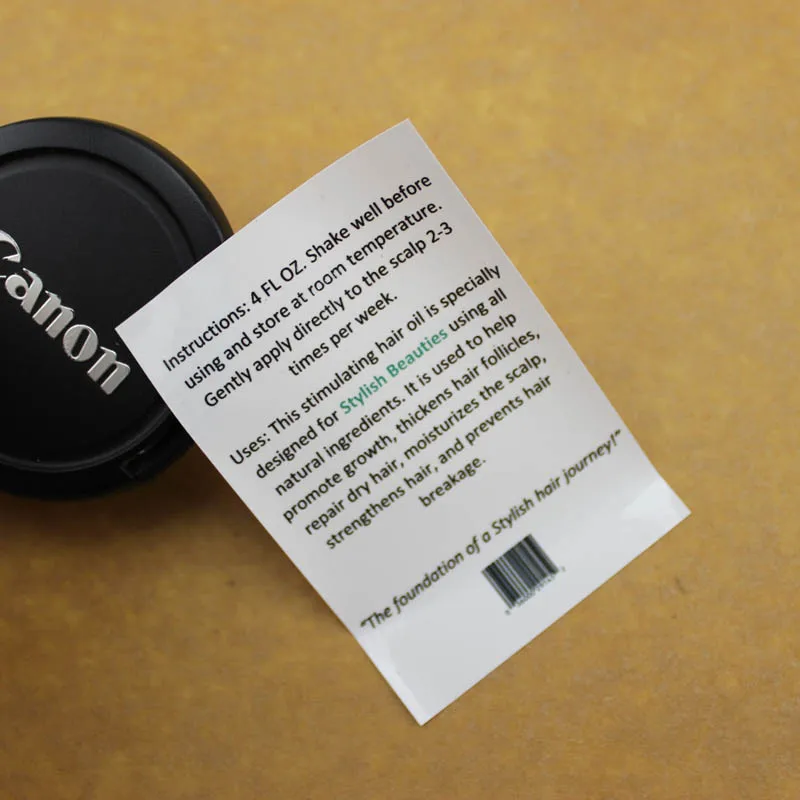 Canon
Instructions: 4 FL OZ. Shake well before
using and store at room temperature.
Gently apply directly to the scalp 2-3
times per week.
Uses: This stimulating hair oil is specially
designed for Stylish Beauties using all
natural ingredients. It is used to help
promote growth, thickens hair follicles,
repair dry hair, moisturizes the scalp,
strengthens hair, and prevents hair
breakage.
“The foundation of a Stylish hair journey!”